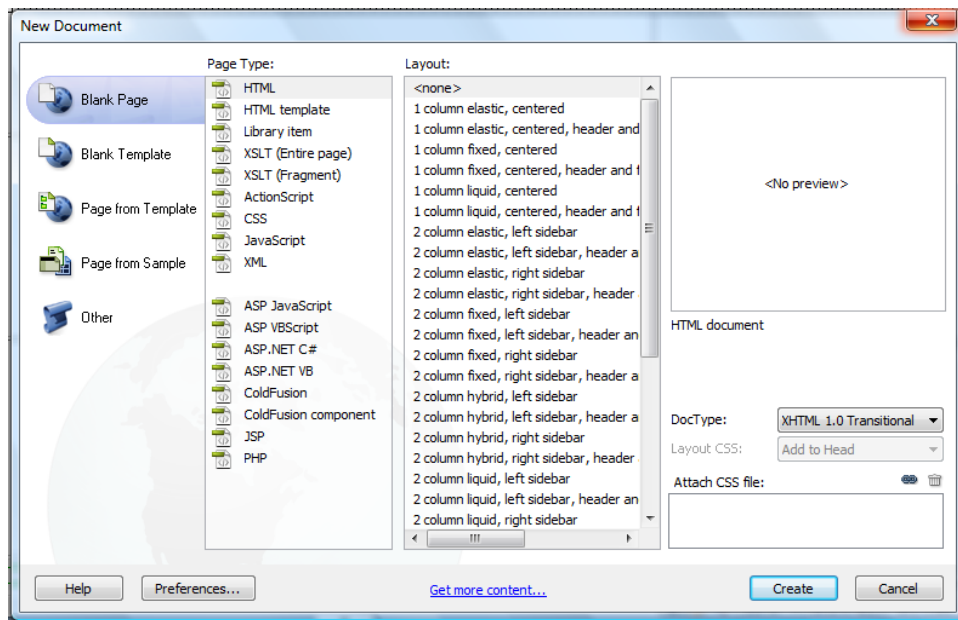 New Document
Blank Page
Blank Template
Page from Template
Page from Sample
Other
Page Type:
HTML
HTML template
Library item
XSLT (Entire page)
XSLT (Fragment)
ActionScript
CSS
JavaScript
XML
ASP JavaScript
ASP VBScript
ASP.NET C#
ASP.NET VB
ColdFusion
ColdFusion component
JSP
PHP
Layout:
<none>
1 column elastic, centered
1 column elastic, centered, header and
1 column fixed, centered
1 column fixed, centered, header and f
1 column liquid, centered
1 column liquid, centered, header and f
2 column elastic, left sidebar
2 column elastic, left sidebar, header a
2 column elastic, right sidebar
2 column elastic, right sidebar, header
2 column fixed, left sidebar
2 column fixed, left sidebar, header an
2 column fixed, right sidebar
2 column fixed, right sidebar, header a
2 column hybrid, left sidebar
2 column hybrid, left sidebar, header a
2 column hybrid, right sidebar
2 column hybrid, right sidebar, header
2 column liquid, left sidebar
2 column liquid, left sidebar, header an
2 column liquid, right sidebar
<No preview>
HTML document
DocType: XHTML 1.0 Transitional
Layout CSS: Add to Head
Attach CSS file:
Help Preferences... Get more content... Create Cancel